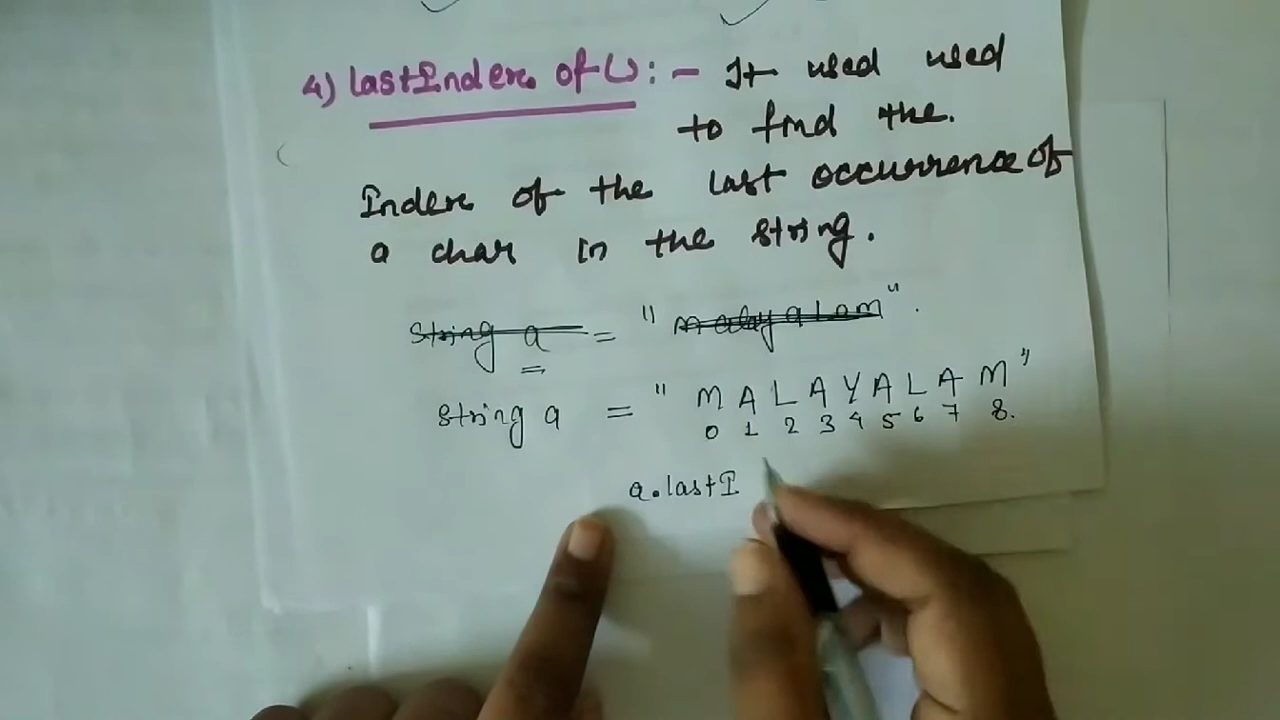 4) lastIndex of():- It used used
to find the.
Index of the last occurrence of
a char in the string.
String a = "malayalam".
String a = "MALAYALAM"
0 1 2 3 4 5 6 7 8.
a.lastI